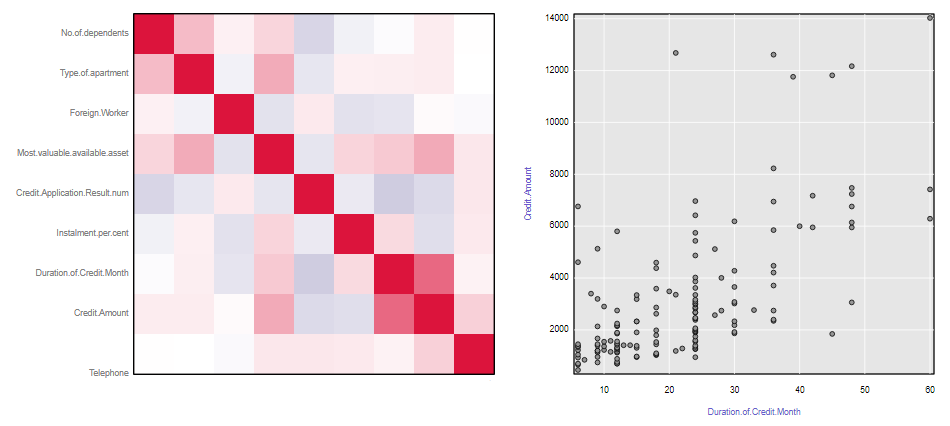 No.of.dependents
Type.of.apartment
Foreign.Worker
Most.valuable.available.asset
Credit.Application.Result.num
Instalment.per.cent
Duration.of.Credit.Month
Credit.Amount
Telephone
14000
12000
10000
8000
6000
4000
2000
Credit.Amount
10 20 30 40 50 60
Duration.of.Credit.Month